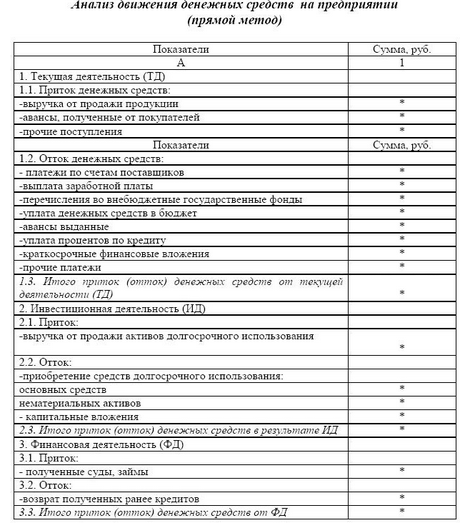 Анализ движения денежных средств на предприятии
(прямой метод)
Показатели Сумма, руб.
А 1
1. Текущая деятельность (ТД)
1.1. Приток денежных средств:
-выручка от продажи продукции *
-авансы, полученные от покупателей *
-прочие поступления *
Показатели Сумма, руб.
1.2. Отток денежных средств:
- платежи по счетам поставщиков *
-выплата заработной платы *
-перечисления во внебюджетные государственные фонды *
-уплата денежных средств в бюджет *
-авансы выданные *
-уплата процентов по кредиту *
-краткосрочные финансовые вложения *
-прочие платежи *
1.3. Итого приток (отток) денежных средств от текущей
деятельности (ТД) *
2. Инвестиционная деятельность (ИД)
2.1. Приток:
-выручка от продажи активов долгосрочного использования
*
2.2. Отток:
-приобретение средств долгосрочного использования:
основных средств *
нематериальных активов *
- капитальные вложения *
2.3. Итого приток (отток) денежных средств в результате ИД *
3. Финансовая деятельность (ФД)
3.1. Приток:
- полученные суды, займы *
3.2. Отток:
-возврат полученных ранее кредитов *
3.3. Итого приток (отток) денежных средств от ФД *